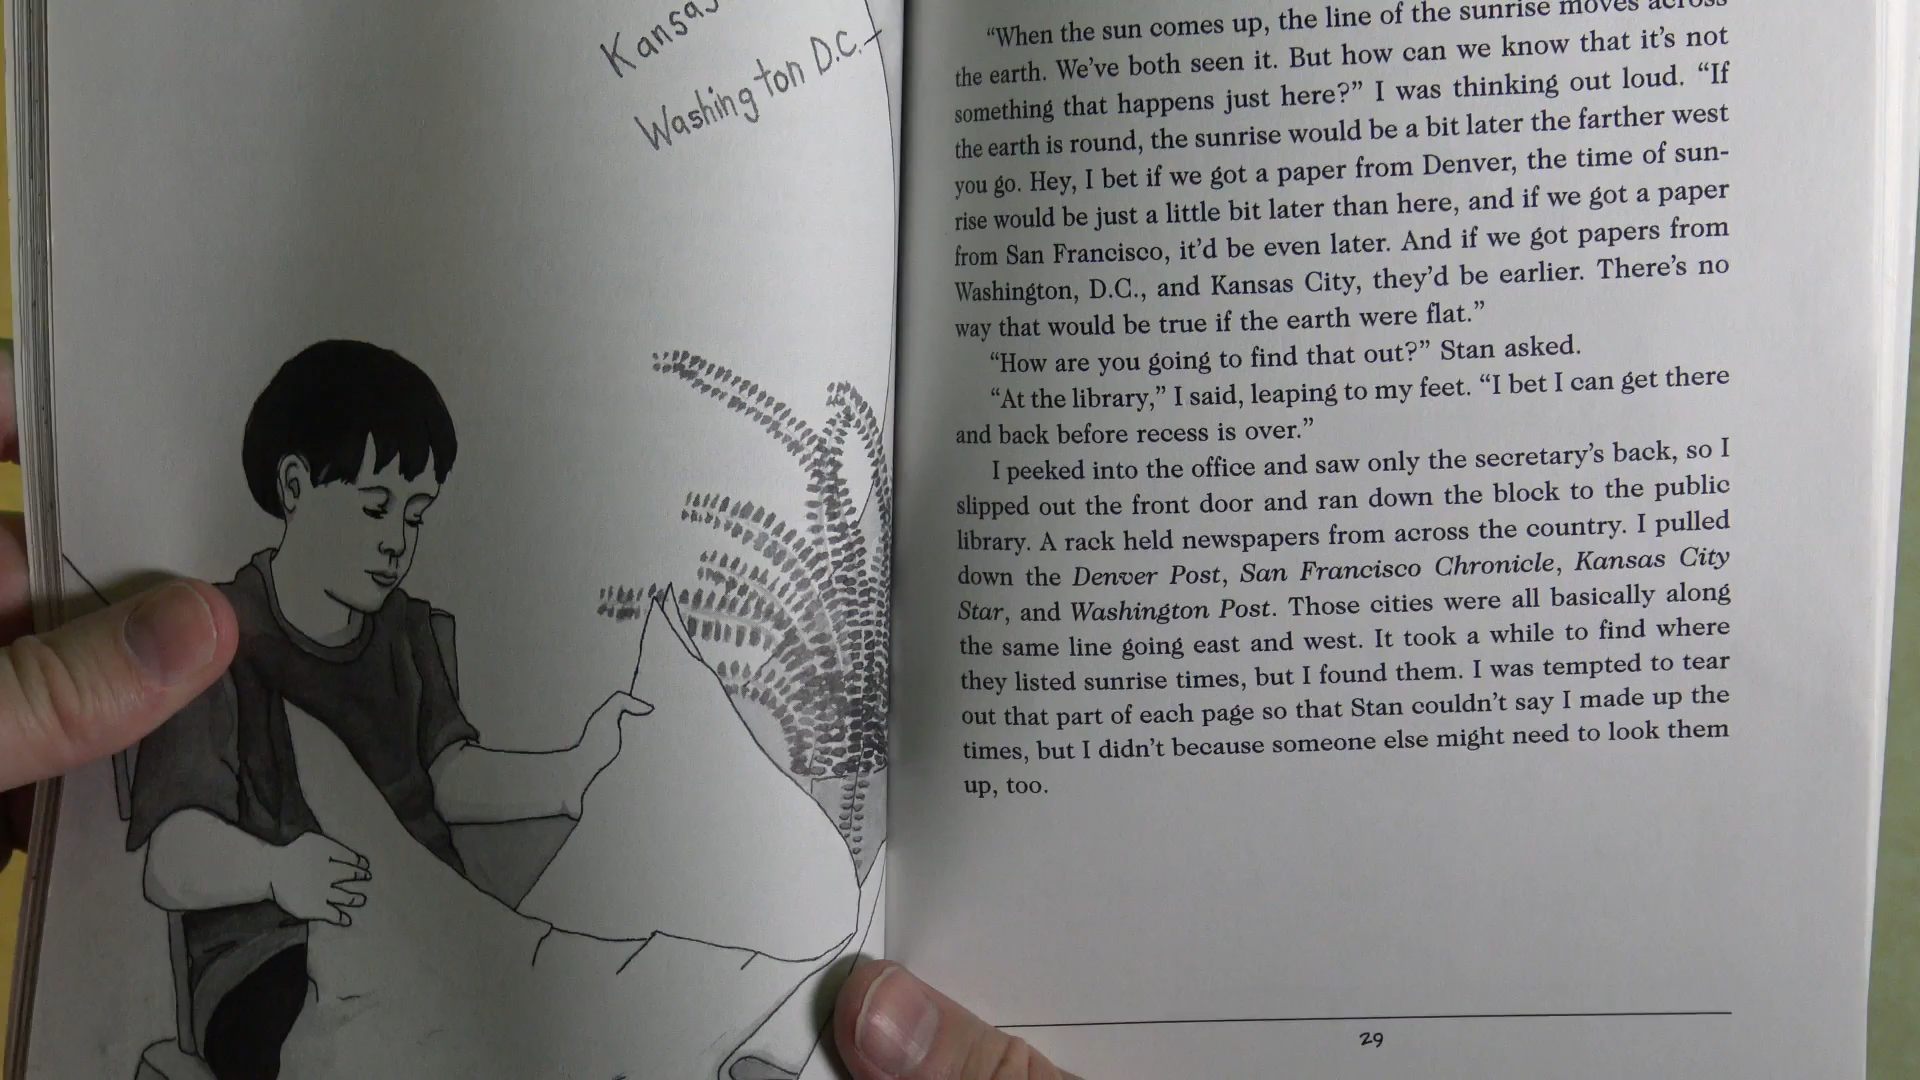 Kansas
Washington D.C.
“When the sun comes up, the line of the sunrise moves across
the earth. We’ve both seen it. But how can we know that it’s not
something that happens just here?” I was thinking out loud. “If
the earth is round, the sunrise would be a bit later the farther west
you go. Hey, I bet if we got a paper from Denver, the time of sun-
rise would be just a little bit later than here, and if we got a paper
from San Francisco, it’d be even later. And if we got papers from
Washington, D.C., and Kansas City, they’d be earlier. There’s no
way that would be true if the earth were flat.”
“How are you going to find that out?” Stan asked.
“At the library,” I said, leaping to my feet. “I bet I can get there
and back before recess is over.”
I peeked into the office and saw only the secretary’s back, so I
slipped out the front door and ran down the block to the public
library. A rack held newspapers from across the country. I pulled
down the Denver Post, San Francisco Chronicle, Kansas City
Star, and Washington Post. Those cities were all basically along
the same line going east and west. It took a while to find where
they listed sunrise times, but I found them. I was tempted to tear
out that part of each page so that Stan couldn’t say I made up the
times, but I didn’t because someone else might need to look them
up, too.
29